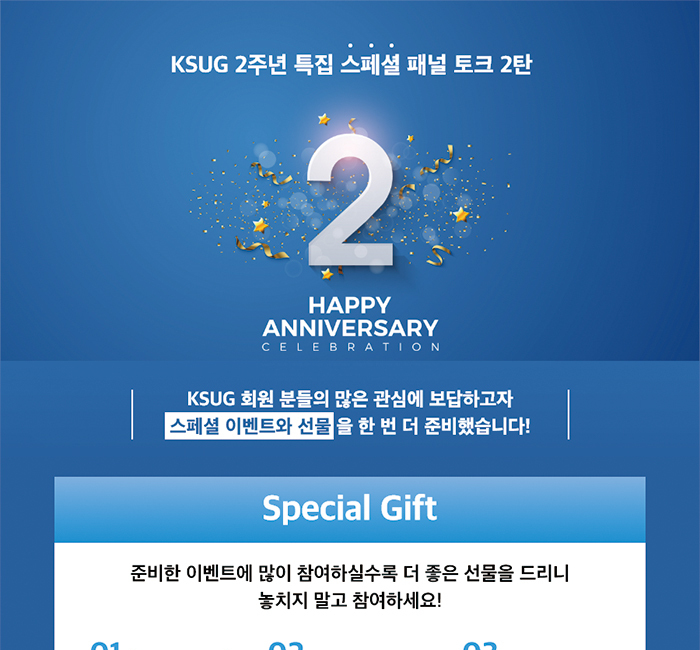 KSUG 2주년 특집 스페셜 패널 토크 2탄
2
HAPPY
ANNIVERSARY
CELEBRATION
KSUG 회원 분들의 많은 관심에 보답하고자
스페셜 이벤트와 선물을 한 번 더 준비했습니다!
Special Gift
준비한 이벤트에 많이 참여하실수록 더 좋은 선물을 드리니
놓치지 말고 참여하세요!
01 02 03